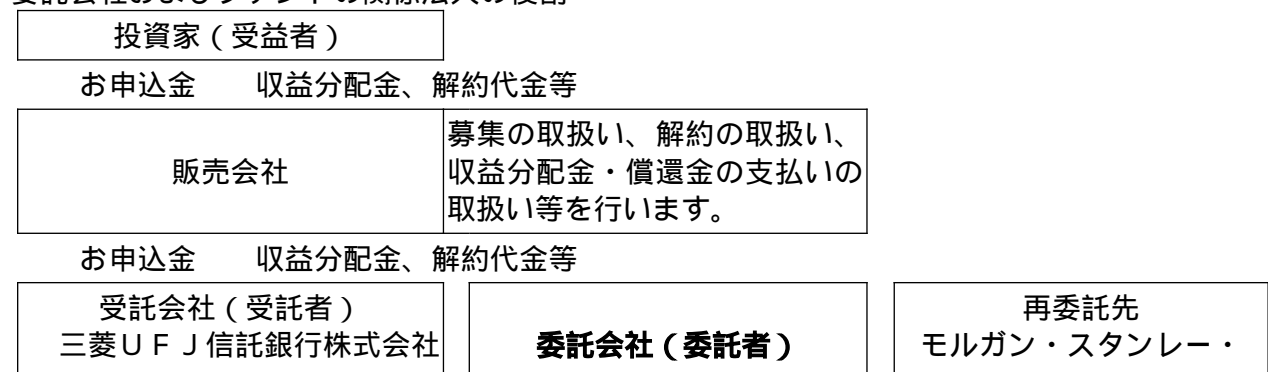 投資家（受益者）
お申込金　　収益分配金、解約代金等
販売会社
募集の取扱い、解約の取扱い、
収益分配金・償還金の支払いの
取扱い等を行います。
お申込金　　収益分配金、解約代金等
受託会社（受託者）
三菱ＵＦＪ信託銀行株式会社
委託会社（委託者）
再委託先
モルガン・スタンレー・